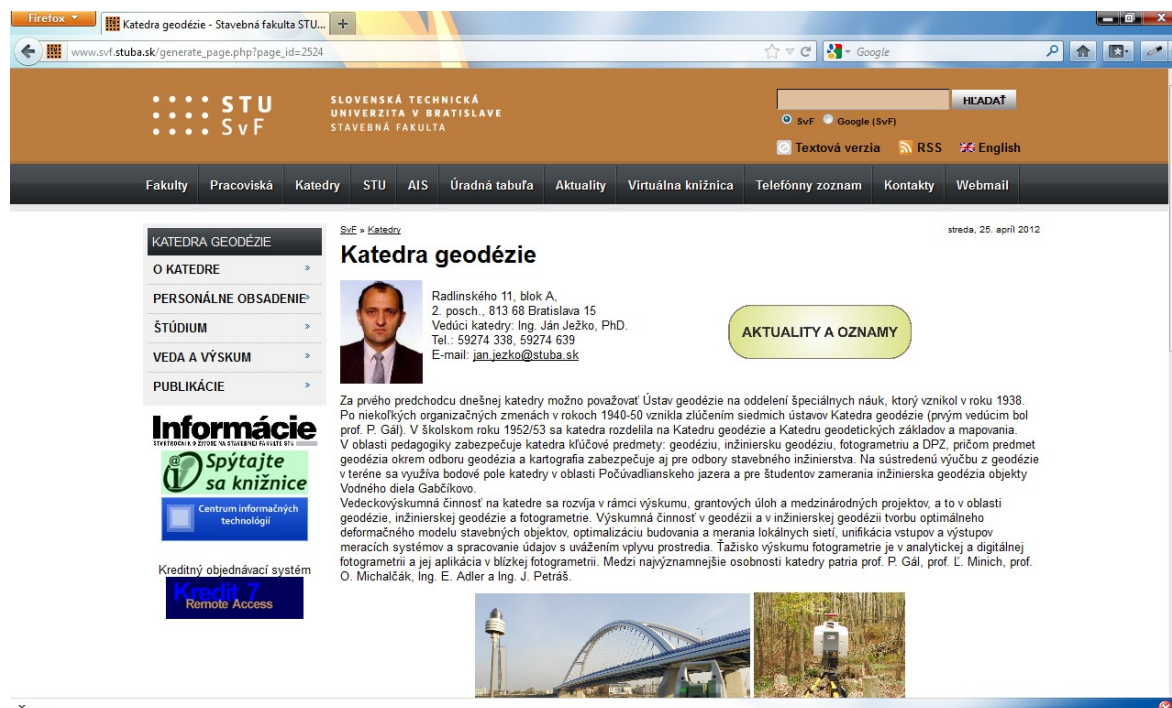 Firefox
Katedra geodézie - Stavebná fakulta STU...
www.svf.stuba.sk/generate_page.php?page_id=2524
Google
STU
SvF
SLOVENSKÁ TECHNICKÁ
UNIVERZITA V BRATISLAVE
STAVEBNÁ FAKULTA
HĽADAŤ
SvF Google (SvF)
Textová verzia RSS English
Fakulty Pracoviská Katedry STU AIS Úradná tabuľa Aktuality Virtuálna knižnica Telefónny zoznam Kontakty Webmail
KATEDRA GEODÉZIE
O KATEDRE »
PERSONÁLNE OBSADENIE»
ŠTÚDIUM »
VEDA A VÝSKUM »
PUBLIKÁCIE »
Informácie
Spýtajte
sa knižnice
Centrum informačných
technológií
Kreditný objednávací systém
Kredit 7
Remote Access
SvF » Katedry
streda, 25. apríl 2012
Katedra geodézie
Radlinského 11, blok A,
2. posch., 813 68 Bratislava 15
Vedúci katedry: Ing. Ján Ježko, PhD.
Tel.: 59274 338, 59274 639
E-mail: jan.jezko@stuba.sk
AKTUALITY A OZNAMY
Za prvého predchodcu dnešnej katedry možno považovať Ústav geodézie na oddelení špeciálnych náuk, ktorý vznikol v roku 1938.
Po niekoľkých organizačných zmenách v rokoch 1940-50 vznikla zlúčením siedmich ústavov Katedra geodézie (prvým vedúcim bol
prof. P. Gál). V školskom roku 1952/53 sa katedra rozdelila na Katedru geodézie a Katedru geodetických základov a mapovania.
V oblasti pedagogiky zabezpečuje katedra kľúčové predmety: geodéziu, inžiniersku geodéziu, fotogrametriu a DPZ, pričom predmet
geodézia okrem odboru geodézia a kartografia zabezpečuje aj pre odbory stavebného inžinierstva. Na sústredenú výučbu z geodézie
v teréne sa využíva bodové pole katedry v oblasti Počúvadlianskeho jazera a pre študentov zamerania inžinierska geodézia objekty
Vodného diela Gabčíkovo.
Vedeckovýskumná činnosť na katedre sa rozvíja v rámci výskumu, grantových úloh a medzinárodných projektov, a to v oblasti
geodézie, inžinierskej geodézie a fotogrametrie. Výskumná činnosť v geodézii a v inžinierskej geodézii tvorbu optimálneho
deformačného modelu stavebných objektov, optimalizáciu budovania a merania lokálnych sietí, unifikácia vstupov a výstupov
meracích systémov a spracovanie údajov s uvážením vplyvu prostredia. Ťažisko výskumu fotogrametrie je v analytickej a digitálnej
fotogrametrii a jej aplikácia v blízkej fotogrametrii. Medzi najvýznamnejšie osobnosti katedry patria prof. P. Gál, prof. Ľ. Minich, prof.
O. Michalčák, Ing. E. Adler a Ing. J. Petráš.